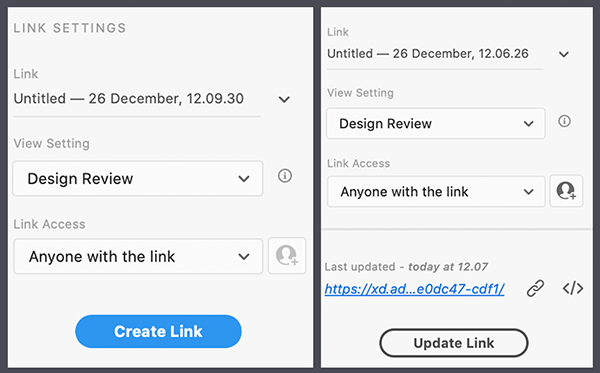 LINK SETTINGS
Link
Untitled — 26 December, 12.09.30
View Setting
Design Review
Link Access
Anyone with the link
Create Link
Link
Untitled — 26 December, 12.06.26
View Setting
Design Review
Link Access
Anyone with the link
Last updated - today at 12.07
https://xd.ad...e0dc47-cdf1/
Update Link